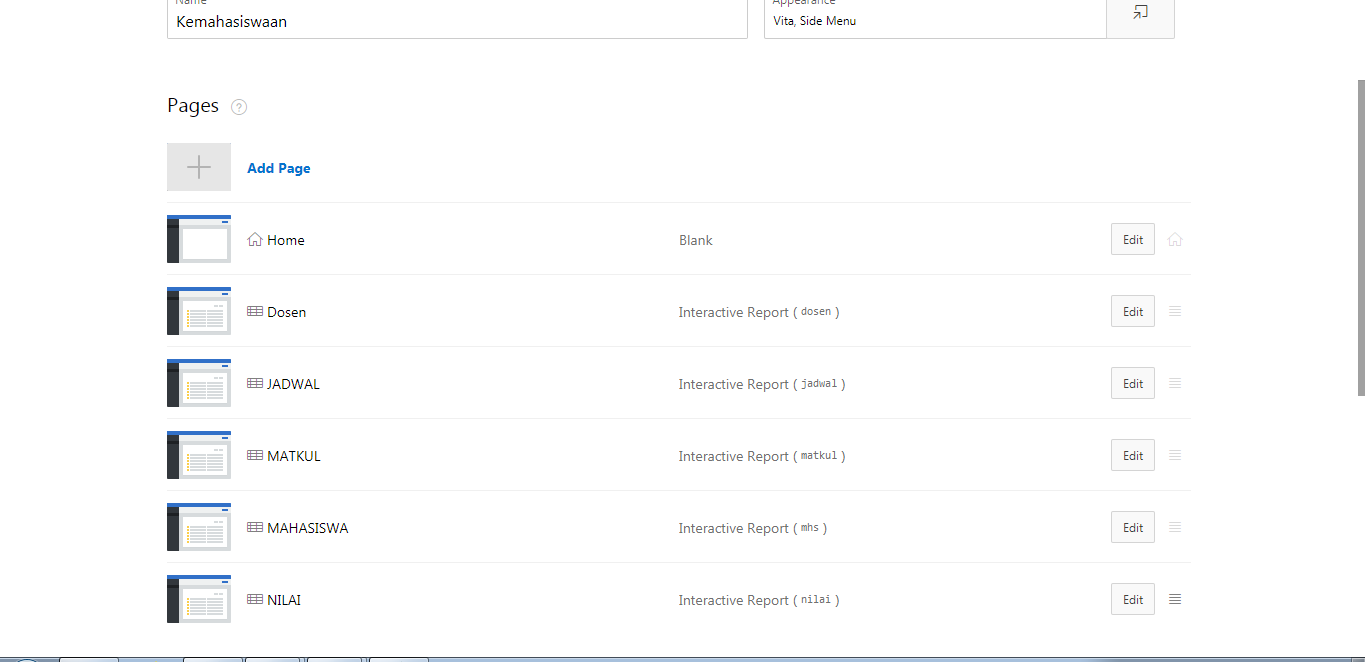 Name
Appearance
Kemahasiswaan
Vita, Side Menu
Pages ?
Add Page
Home Blank Edit
Dosen Interactive Report ( dosen ) Edit
JADWAL Interactive Report ( jadwal ) Edit
MATKUL Interactive Report ( matkul ) Edit
MAHASISWA Interactive Report ( mhs ) Edit
NILAI Interactive Report ( nilai ) Edit